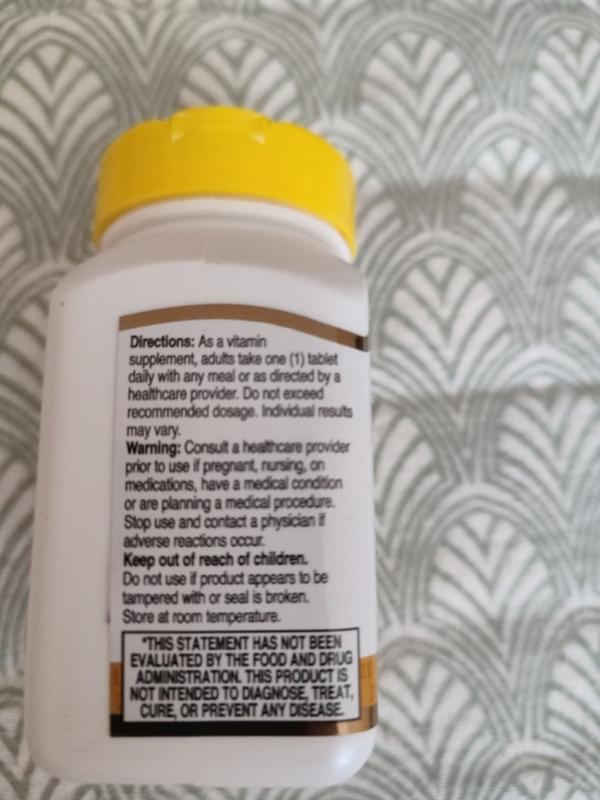 Directions: As a vitamin
supplement, adults take one (1) tablet
daily with any meal or as directed by a
healthcare provider. Do not exceed
recommended dosage. Individual results
may vary.
Warning: Consult a healthcare provider
prior to use if pregnant, nursing, on
medications, have a medical condition
or are planning a medical procedure.
Stop use and contact a physician if
adverse reactions occur.
Keep out of reach of children.
Do not use if product appears to be
tampered with or seal is broken.
Store at room temperature.
*THIS STATEMENT HAS NOT BEEN
EVALUATED BY THE FOOD AND DRUG
ADMINISTRATION. THIS PRODUCT IS
NOT INTENDED TO DIAGNOSE, TREAT,
CURE, OR PREVENT ANY DISEASE.